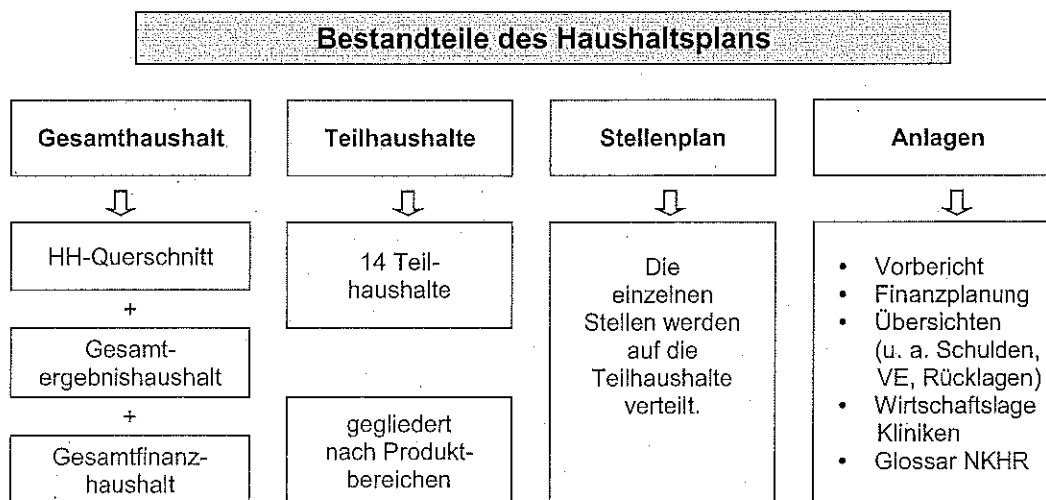 Bestandteile des Haushaltsplans
Gesamthaushalt
HH-Querschnitt
+
Gesamt-
ergebnishaushalt
+
Gesamtfinanz-
haushalt
Teilhaushalte
14 Teil-
haushalte
gegliedert
nach Produkt-
bereichen
Stellenplan
Die
einzelnen
Stellen werden
auf die
Teilhaushalte
verteilt.
Anlagen
• Vorbericht
• Finanzplanung
• Übersichten
(u. a. Schulden,
VE, Rücklagen)
• Wirtschaftslage
Kliniken
• Glossar NKHR